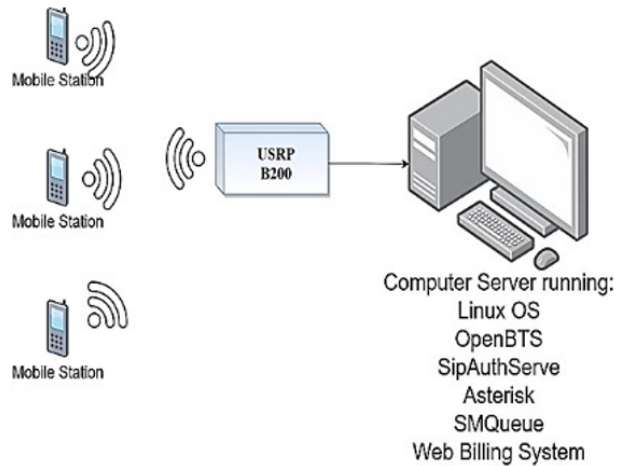 Mobile Station
USRP
B200
Mobile Station
Mobile Station
Computer Server running:
Linux OS
OpenBTS
SipAuthServe
Asterisk
SMQueue
Web Billing System